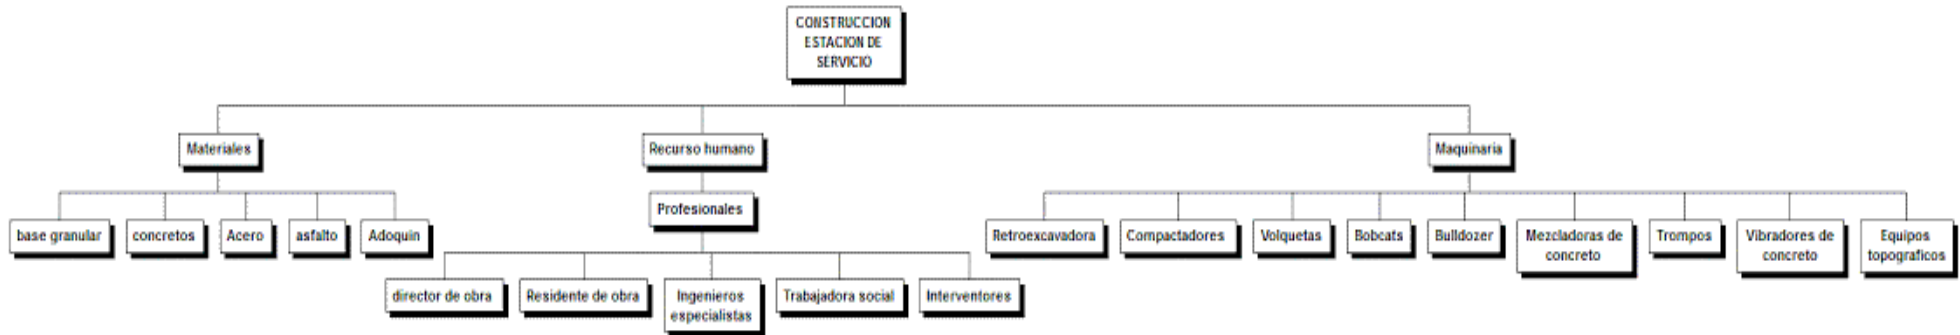 CONSTRUCCION
ESTACION DE
SERVICIO
Materiales
Recurso humano
Maquinaria
Profesionales
base granular
concretos
Acero
asfalto
Adoquin
Retroexcavadora
Compactadores
Volquetas
Bobcats
Bulldozer
Mezcladoras de
concreto
Trompos
Vibradores de
concreto
Equipos
topograficos
director de obra
Residente de obra
Ingenieros
especialistas
Trabajadora social
Interventores